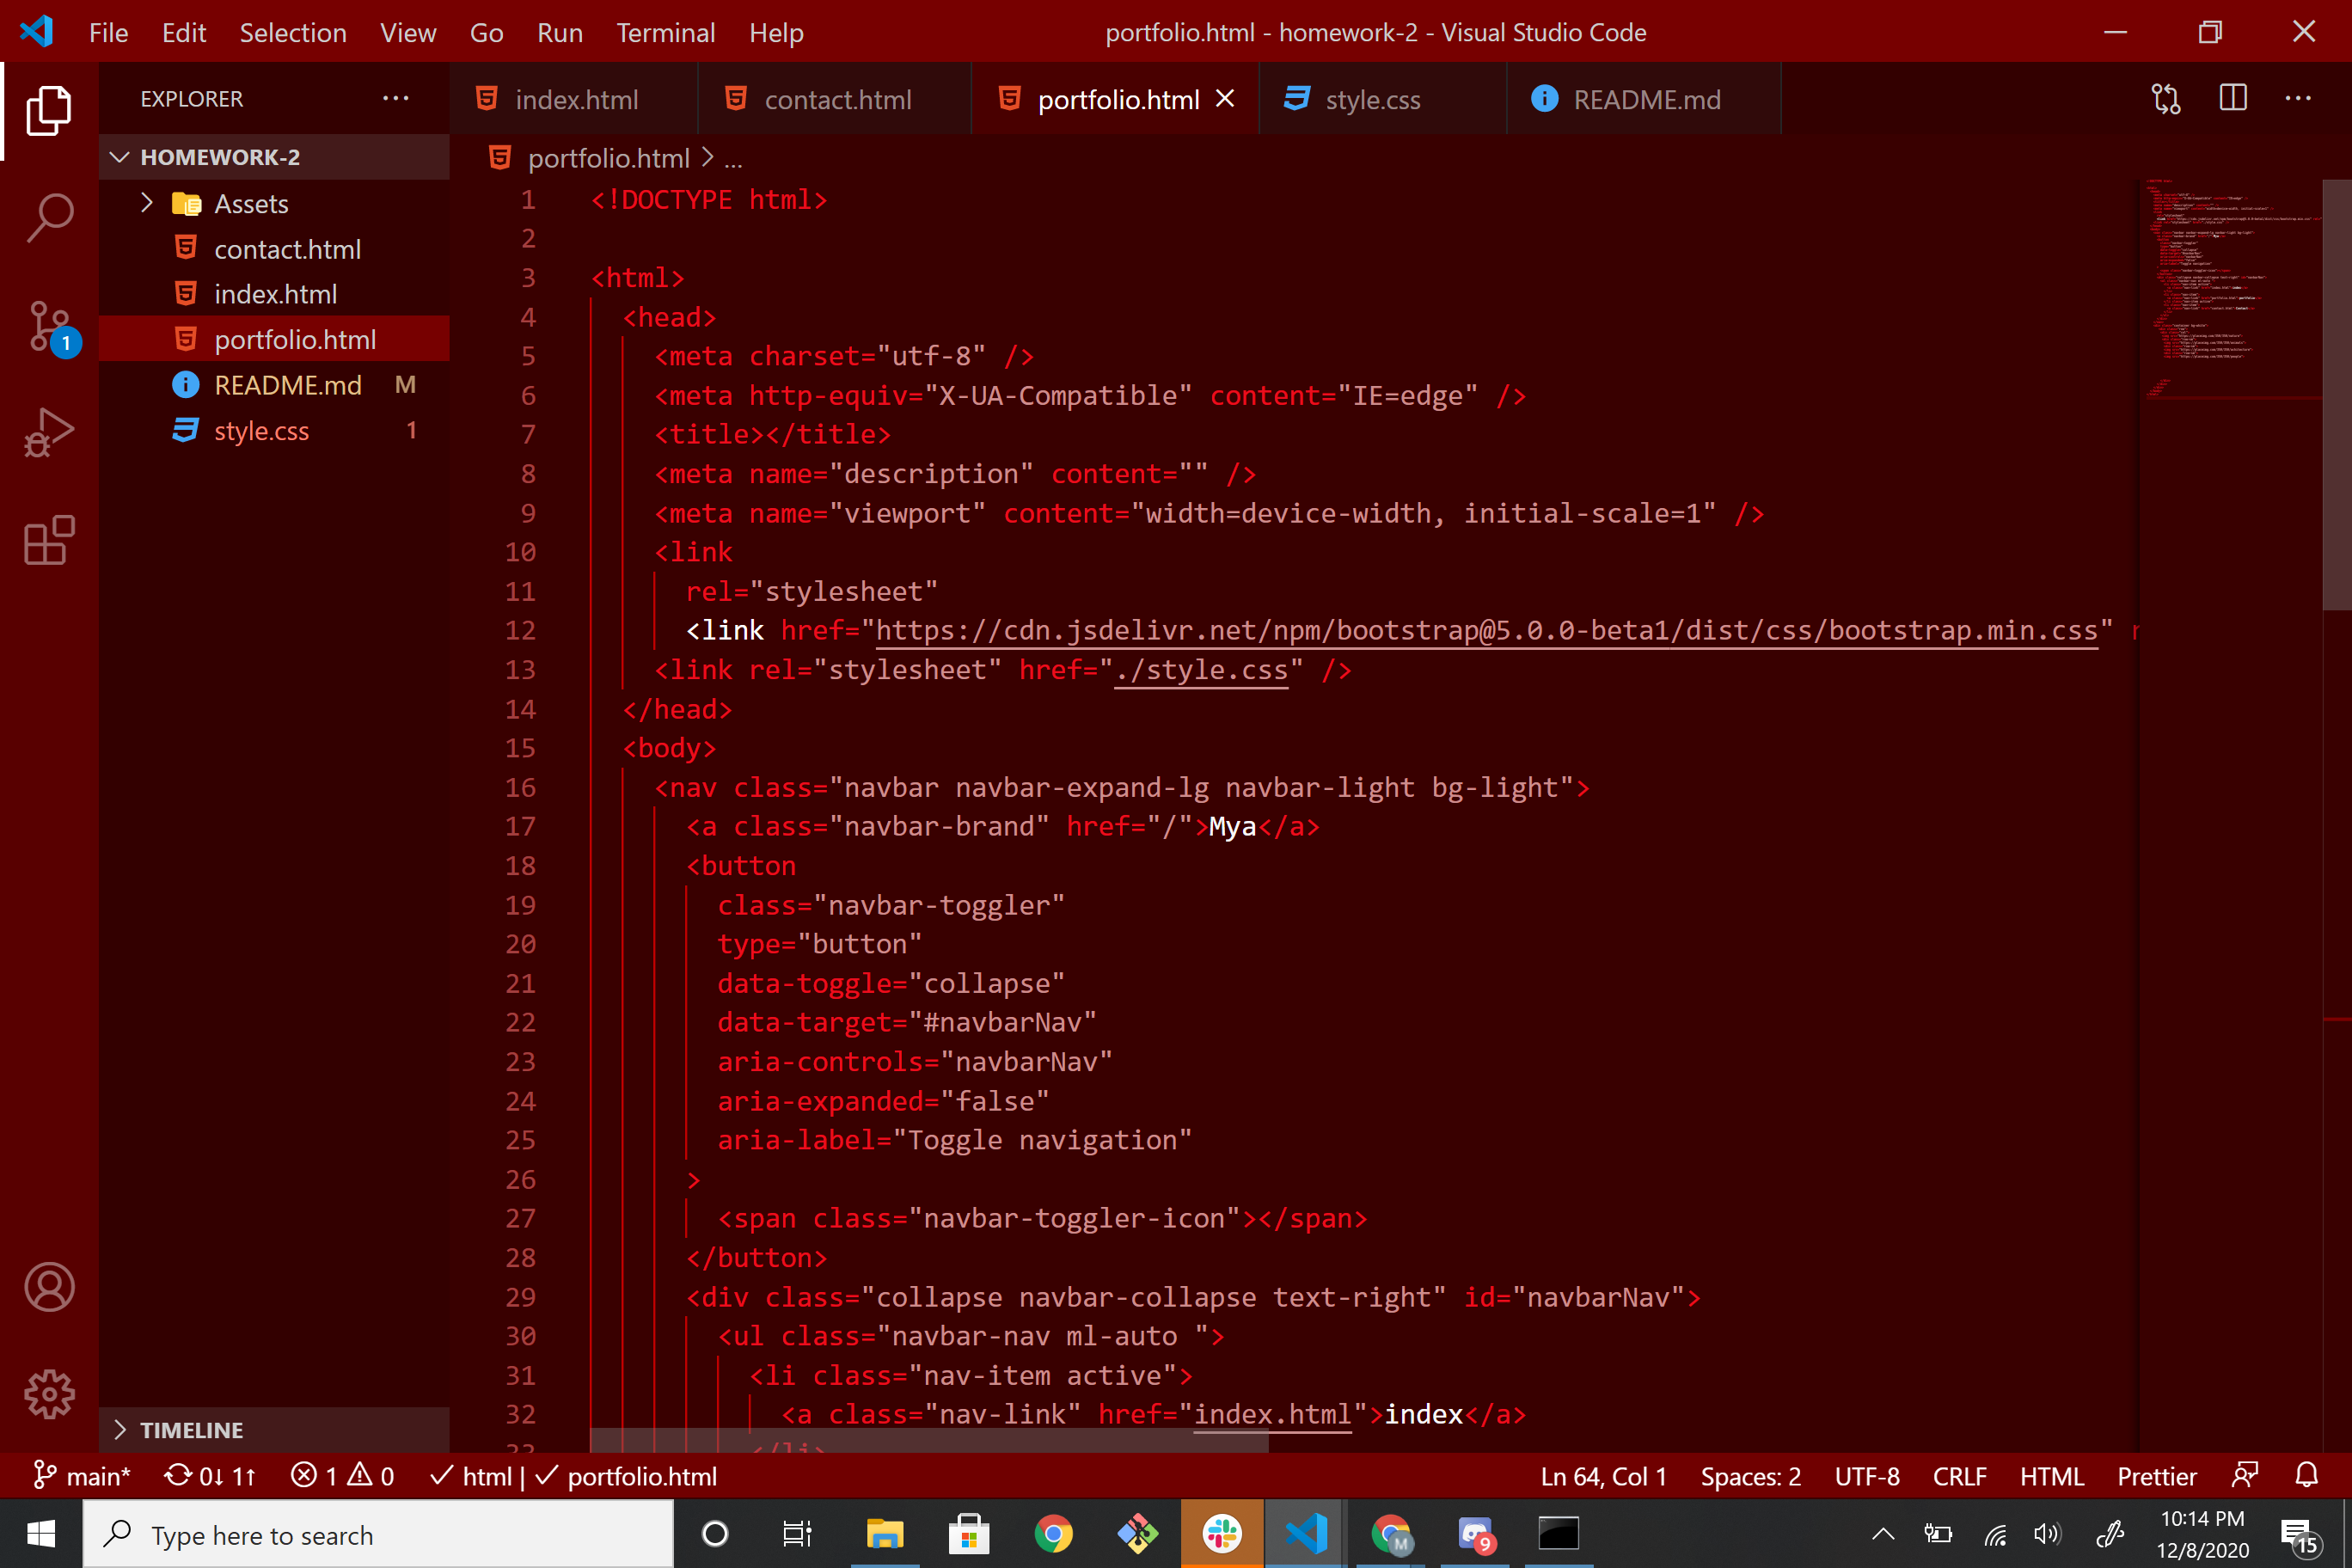 File Edit Selection View Go Run Terminal Help portfolio.html - homework-2 - Visual Studio Code
EXPLORER
index.html contact.html portfolio.html style.css README.md
HOMEWORK-2
portfolio.html > ...
Assets
contact.html
index.html
portfolio.html
README.md M
style.css 1
1
TIMELINE
1 <!DOCTYPE html>
2
3 <html>
4 <head>
5 <meta charset="utf-8" />
6 <meta http-equiv="X-UA-Compatible" content="IE=edge" />
7 <title></title>
8 <meta name="description" content="" />
9 <meta name="viewport" content="width=device-width, initial-scale=1" />
10 <link
11 rel="stylesheet"
12 <link href="https://cdn.jsdelivr.net/npm/bootstrap@5.0.0-beta1/dist/css/bootstrap.min.css"
13 <link rel="stylesheet" href="./style.css" />
14 </head>
15 <body>
16 <nav class="navbar navbar-expand-lg navbar-light bg-light">
17 <a class="navbar-brand" href="/">Mya</a>
18 <button
19 class="navbar-toggler"
20 type="button"
21 data-toggle="collapse"
22 data-target="#navbarNav"
23 aria-controls="navbarNav"
24 aria-expanded="false"
25 aria-label="Toggle navigation"
26 >
27 <span class="navbar-toggler-icon"></span>
28 </button>
29 <div class="collapse navbar-collapse text-right" id="navbarNav">
30 <ul class="navbar-nav ml-auto ">
31 <li class="nav-item active">
32 <a class="nav-link" href="index.html">index</a>
33 </li>
main* 0↓ 1↑ 1 0 html | portfolio.html Ln 64, Col 1 Spaces: 2 UTF-8 CRLF HTML Prettier
Type here to search
M
9
10:14 PM
12/8/2020
15